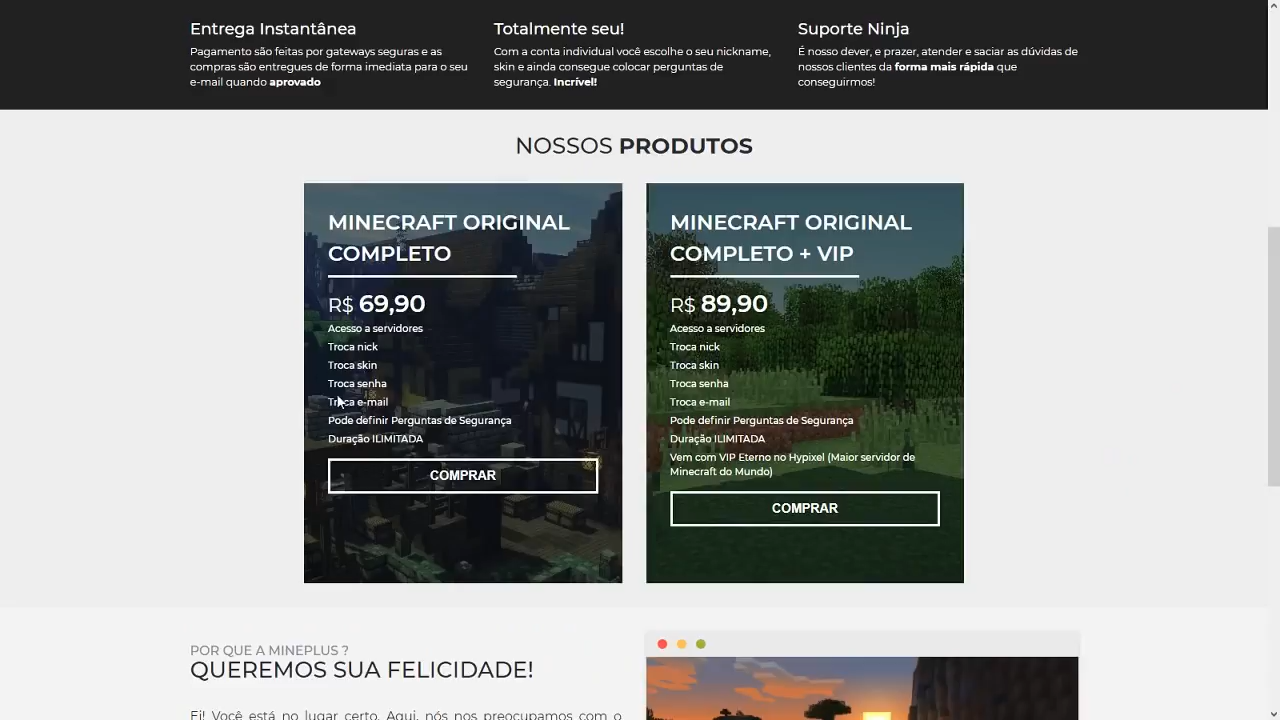 Entrega Instantânea
Pagamento são feitas por gateways seguras e as
compras são entregues de forma imediata para o seu
e-mail quando aprovado
Totalmente seu!
Com a conta individual você escolhe o seu nickname,
skin e ainda consegue colocar perguntas de
segurança. Incrível!
Suporte Ninja
É nosso dever, e prazer, atender e saciar as dúvidas de
nossos clientes da forma mais rápida que
conseguirmos!
NOSSOS PRODUTOS
MINECRAFT ORIGINAL
COMPLETO
R$ 69,90
Acesso a servidores
Troca nick
Troca skin
Troca senha
Troca e-mail
Pode definir Perguntas de Segurança
Duração ILIMITADA
COMPRAR
MINECRAFT ORIGINAL
COMPLETO + VIP
R$ 89,90
Acesso a servidores
Troca nick
Troca skin
Troca senha
Troca e-mail
Pode definir Perguntas de Segurança
Duração ILIMITADA
Vem com VIP Eterno no Hypixel (Maior servidor de
Minecraft do Mundo)
COMPRAR
POR QUE A MINEPLUS ?
QUEREMOS SUA FELICIDADE!
Ei! Você está no lugar certo. Aqui, nós nos preocupamos com o